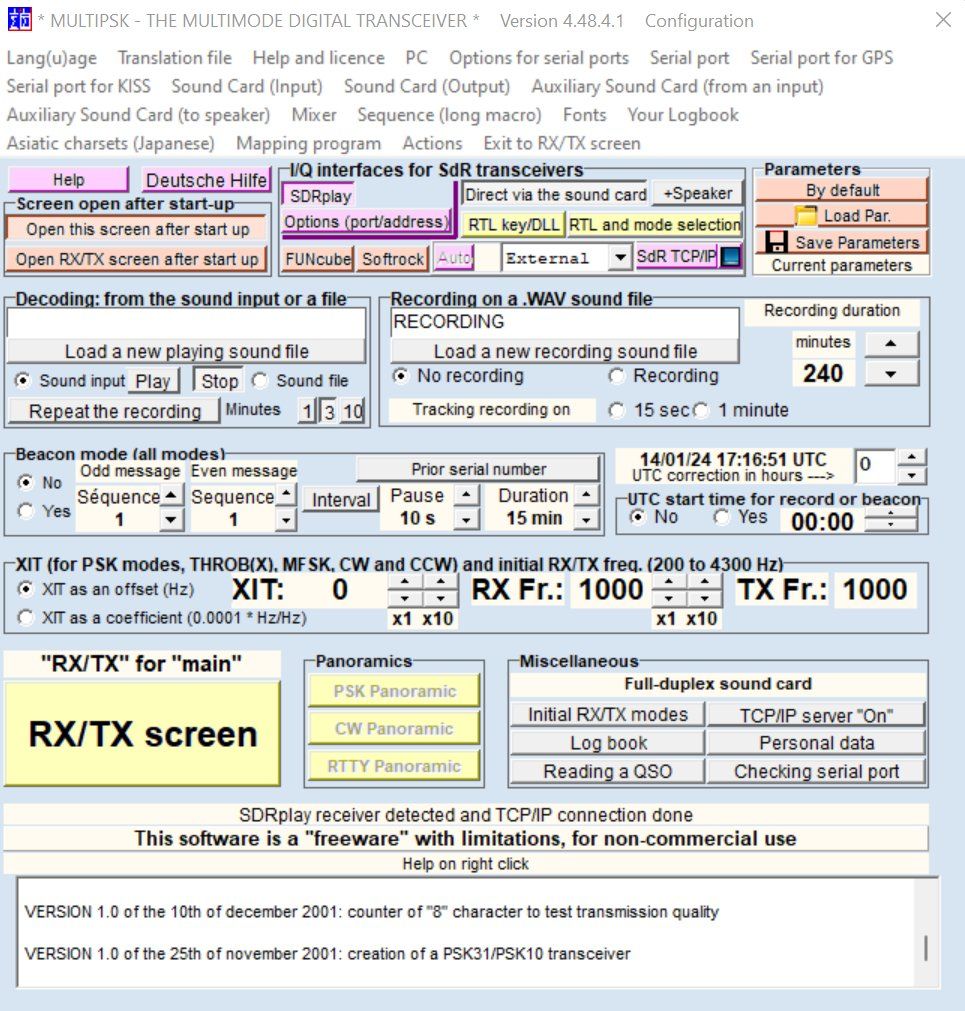 * MULTIPSK - THE MULTIMODE DIGITAL TRANSCEIVER * Version 4.48.4.1 Configuration
Lang(u)age Translation file Help and licence PC Options for serial ports Serial port Serial port for GPS
Serial port for KISS Sound Card (Input) Sound Card (Output) Auxiliary Sound Card (from an input)
Auxiliary Sound Card (to speaker) Mixer Sequence (long macro) Fonts Your Logbook
Asiatic charsets (Japanese) Mapping program Actions Exit to RX/TX screen
Help Deutsche Hilfe
Screen open after start-up
Open this screen after start up
Open RX/TX screen after start up
I/Q interfaces for SdR transceivers
SDRplay Direct via the sound card +Speaker
Options (port/address) RTL key/DLL RTL and mode selection
FUNcube Softrock Auto External SdR TCP/IP
Parameters
By default
Load Par.
Save Parameters
Current parameters
Decoding: from the sound input or a file
Load a new playing sound file
Sound input Play Stop Sound file
Repeat the recording Minutes 1 3 10
Recording on a .WAV sound file
RECORDING
Load a new recording sound file
No recording Recording
Tracking recording on 15 sec 1 minute
Recording duration
minutes
240
Beacon mode (all modes)
No
Yes
Odd message Even message
Séquence Sequence
1 1
Prior serial number
Interval
Pause Duration
10 s 15 min
14/01/24 17:16:51 UTC
UTC correction in hours --->
0
UTC start time for record or beacon
No Yes 00:00
XIT (for PSK modes, THROB(X), MFSK, CW and CCW) and initial RX/TX freq. (200 to 4300 Hz)
XIT as an offset (Hz) XIT: 0 RX Fr.: 1000 TX Fr.: 1000
XIT as a coefficient (0.0001 * Hz/Hz) x1 x10 x1 x10
"RX/TX" for "main"
RX/TX screen
Panoramics
PSK Panoramic
CW Panoramic
RTTY Panoramic
Miscellaneous
Full-duplex sound card
Initial RX/TX modes TCP/IP server "On"
Log book Personal data
Reading a QSO Checking serial port
SDRplay receiver detected and TCP/IP connection done
This software is a "freeware" with limitations, for non-commercial use
Help on right click
VERSION 1.0 of the 10th of december 2001: counter of "8" character to test transmission quality
VERSION 1.0 of the 25th of november 2001: creation of a PSK31/PSK10 transceiver